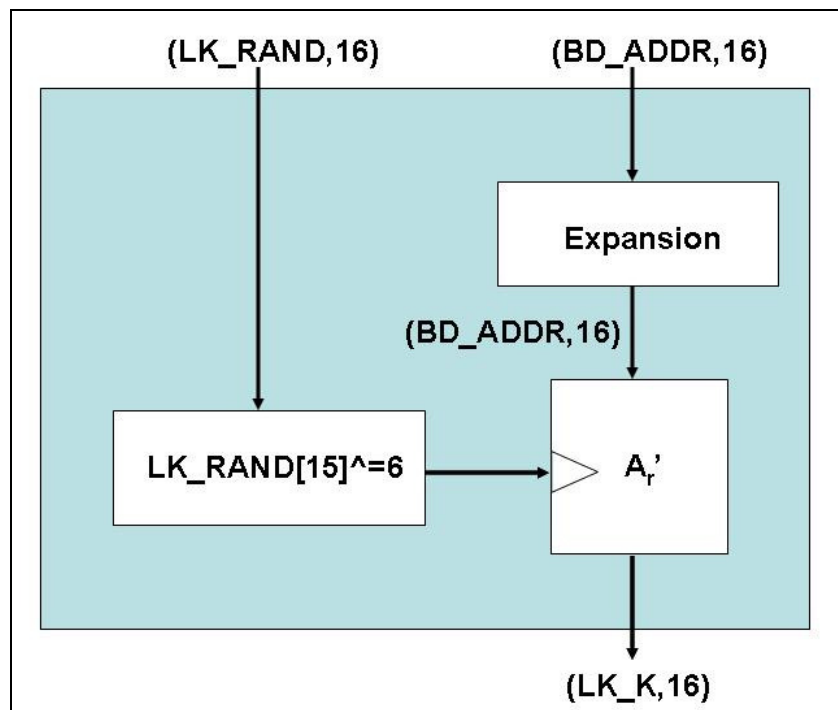 (LK_RAND,16)
(BD_ADDR,16)
Expansion
(BD_ADDR,16)
LK_RAND[15]^=6
Ar’
(LK_K,16)